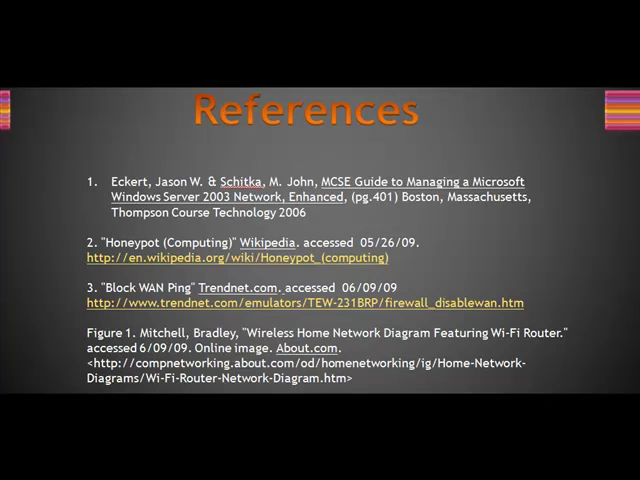 References
1. Eckert, Jason W. & Schitka, M. John, MCSE Guide to Managing a Microsoft
Windows Server 2003 Network, Enhanced, (pg.401) Boston, Massachusetts,
Thompson Course Technology 2006
2. "Honeypot (Computing)" Wikipedia. accessed 05/26/09.
http://en.wikipedia.org/wiki/Honeypot_(computing)
3. "Block WAN Ping" Trendnet.com. accessed 06/09/09
http://www.trendnet.com/emulators/TEW-231BRP/firewall_disablewan.htm
Figure 1. Mitchell, Bradley, "Wireless Home Network Diagram Featuring Wi-Fi Router."
accessed 6/09/09. Online image. About.com.
<http://compnetworking.about.com/od/homenetworking/ig/Home-Network-
Diagrams/Wi-Fi-Router-Network-Diagram.htm>